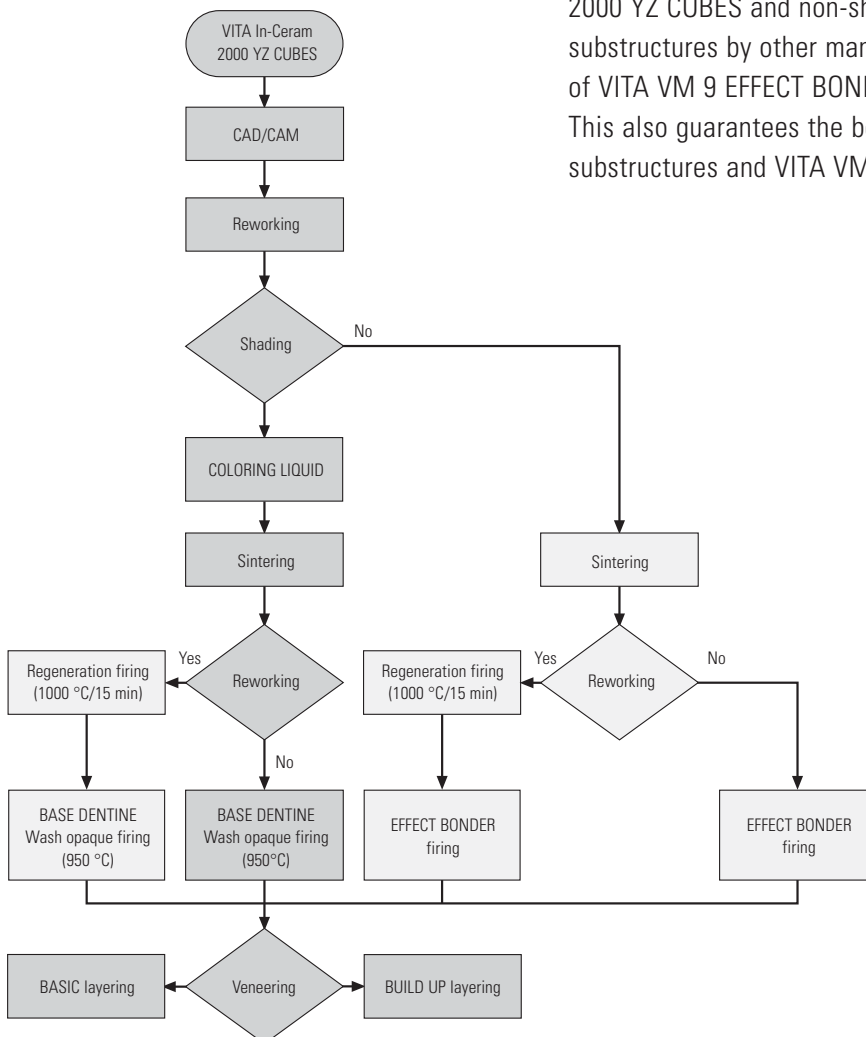 2000 YZ CUBES and non-sh
substructures by other mar
of VITA VM 9 EFFECT BOND
This also guarantees the b
substructures and VITA VM
VITA In-Ceram
2000 YZ CUBES
CAD/CAM
Reworking
Shading
No
COLORING LIQUID
Sintering
Sintering
Regeneration firing
(1000 °C/15 min)
Yes
Reworking
Regeneration firing
(1000 °C/15 min)
Yes
Reworking
No
No
BASE DENTINE
Wash opaque firing
(950 °C)
BASE DENTINE
Wash opaque firing
(950°C)
EFFECT BONDER
firing
EFFECT BONDER
firing
BASIC layering
Veneering
BUILD UP layering